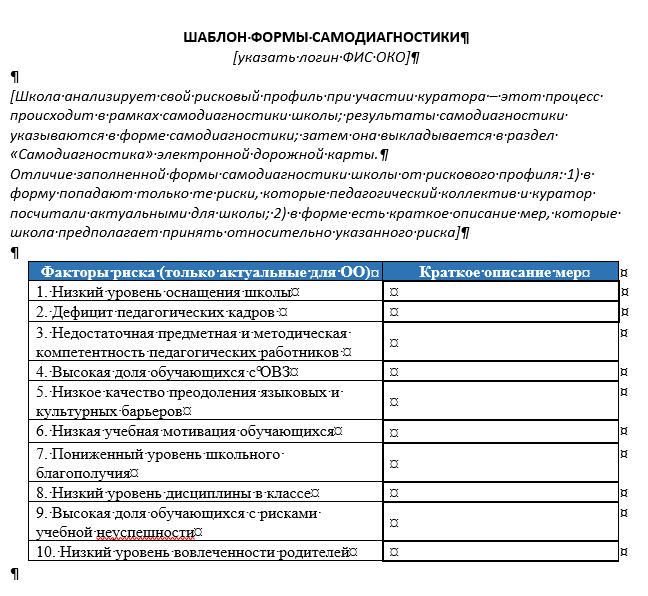 ШАБЛОН ФОРМЫ САМОДИАГНОСТИКИ¶
[указать логин ФИС ОКО]¶
¶
[Школа анализирует свой рисковый профиль при участии куратора – этот процесс
происходит в рамках самодиагностики школы; результаты самодиагностики
указываются в форме самодиагностики; затем она выкладывается в раздел
«Самодиагностика» электронной дорожной карты. ¶
Отличие заполненной формы самодиагностики школы от рискового профиля: 1) в
форму попадают только те риски, которые педагогический коллектив и куратор
посчитали актуальными для школы; 2) в форме есть краткое описание мер, которые
школа предполагает принять относительно указанного риска]¶
¶
Факторы риска (только актуальные для ОО)¤ Краткое описание мер¤ ¤
1. Низкий уровень оснащения школы¤ ¤ ¤
2. Дефицит педагогических кадров ¤ ¤ ¤
3. Недостаточная предметная и методическая
компетентность педагогических работников ¤ ¤ ¤
4. Высокая доля обучающихся с°ОВЗ¤ ¤ ¤
5. Низкое качество преодоления языковых и
культурных барьеров¤ ¤ ¤
6. Низкая учебная мотивация обучающихся¤ ¤ ¤
7. Пониженный уровень школьного
благополучия¤ ¤ ¤
8. Низкий уровень дисциплины в классе¤ ¤ ¤
9. Высокая доля обучающихся с рисками
учебной неуспешности¤ ¤ ¤
10. Низкий уровень вовлеченности родителей¤ ¤ ¤
¶